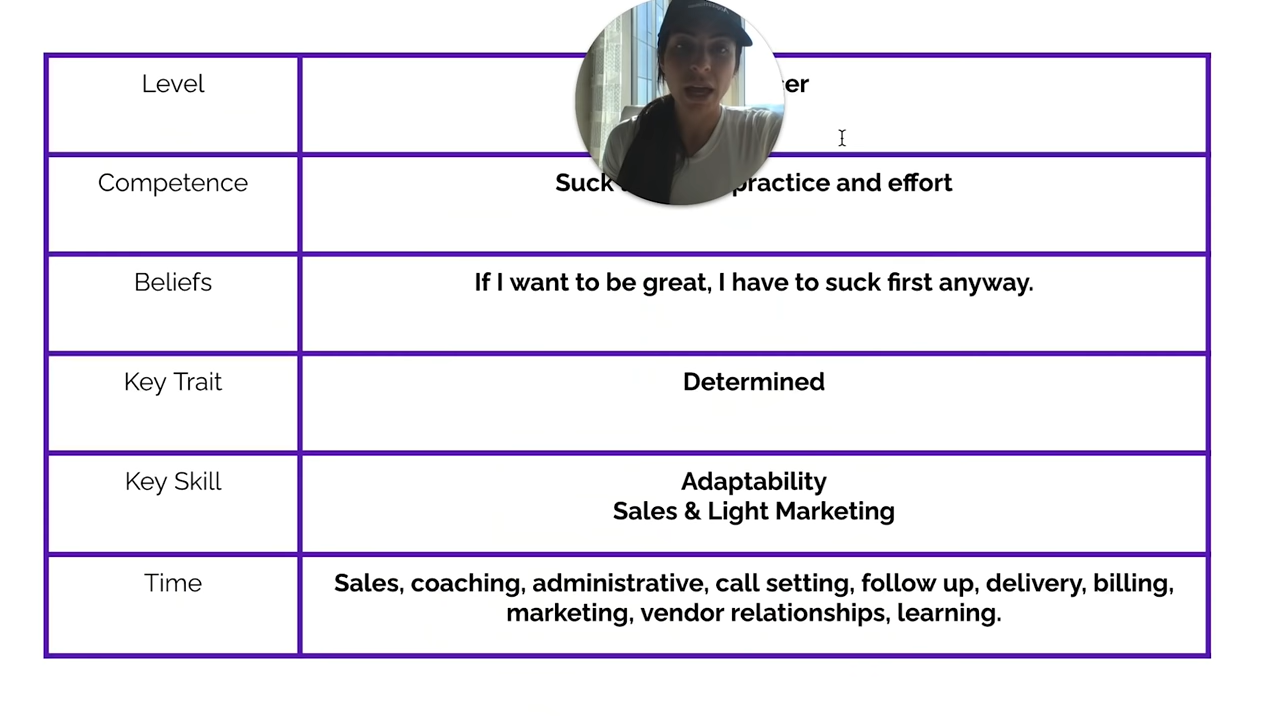 Level
Competence
Suck practice and effort
Beliefs
If I want to be great, I have to suck first anyway.
Key Trait
Determined
Key Skill
Adaptability
Sales & Light Marketing
Time
Sales, coaching, administrative, call setting, follow up, delivery, billing,
marketing, vendor relationships, learning.